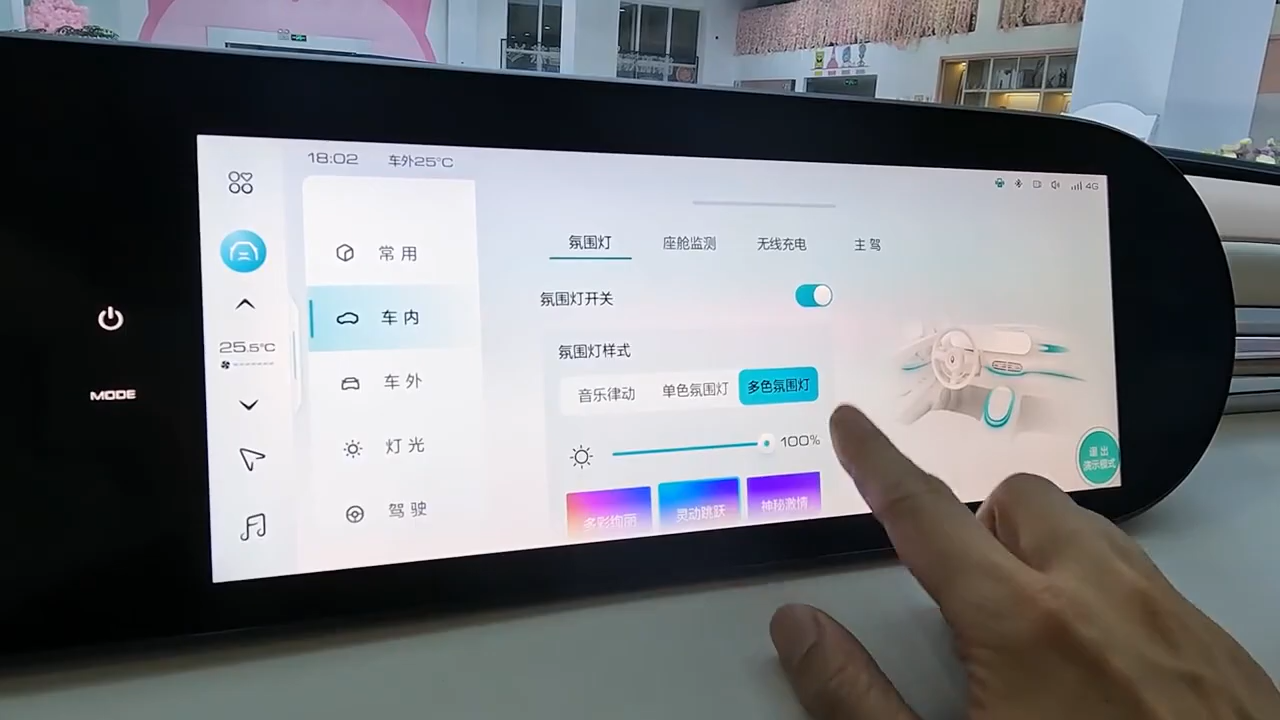 18:02 车外25°C
4G
常用
车内
车外
灯光
驾驶
25.5°C
MODE
氛围灯 座舱监测 无线充电 主驾
氛围灯开关
氛围灯样式
音乐律动 单色氛围灯 多色氛围灯
100%
多彩绚丽 灵动跳跃 神秘激情
退出
演示模式